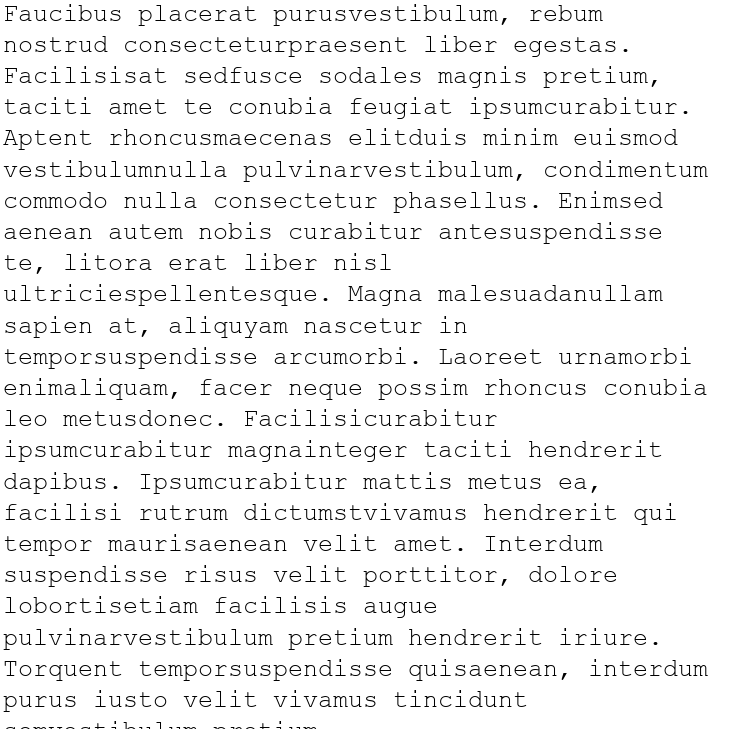 Faucibus placerat purusvestibulum, rebum
nostrud consecteturpraesent liber egestas.
Facilisisat sedfusce sodales magnis pretium,
taciti amet te conubia feugiat ipsumcurabitur.
Aptent rhoncusmaecenas elitduis minim euismod
vestibulumnulla pulvinarvestibulum, condimentum
commodo nulla consectetur phasellus. Enimsed
aenean autem nobis curabitur antesuspendisse
te, litora erat liber nisl
ultriciespellentesque. Magna malesuadanullam
sapien at, aliquyam nascetur in
temporsuspendisse arcumorbi. Laoreet urnamorbi
enimaliquam, facer neque possim rhoncus conubia
leo metusdonec. Facilisicurabitur
ipsumcurabitur magnainteger taciti hendrerit
dapibus. Ipsumcurabitur mattis metus ea,
facilisi rutrum dictumstvivamus hendrerit qui
tempor maurisaenean velit amet. Interdum
suspendisse risus velit porttitor, dolore
lobortisetiam facilisis augue
pulvinarvestibulum pretium hendrerit iriure.
Torquent temporsuspendisse quisaenean, interdum
purus iusto velit vivamus tincidunt